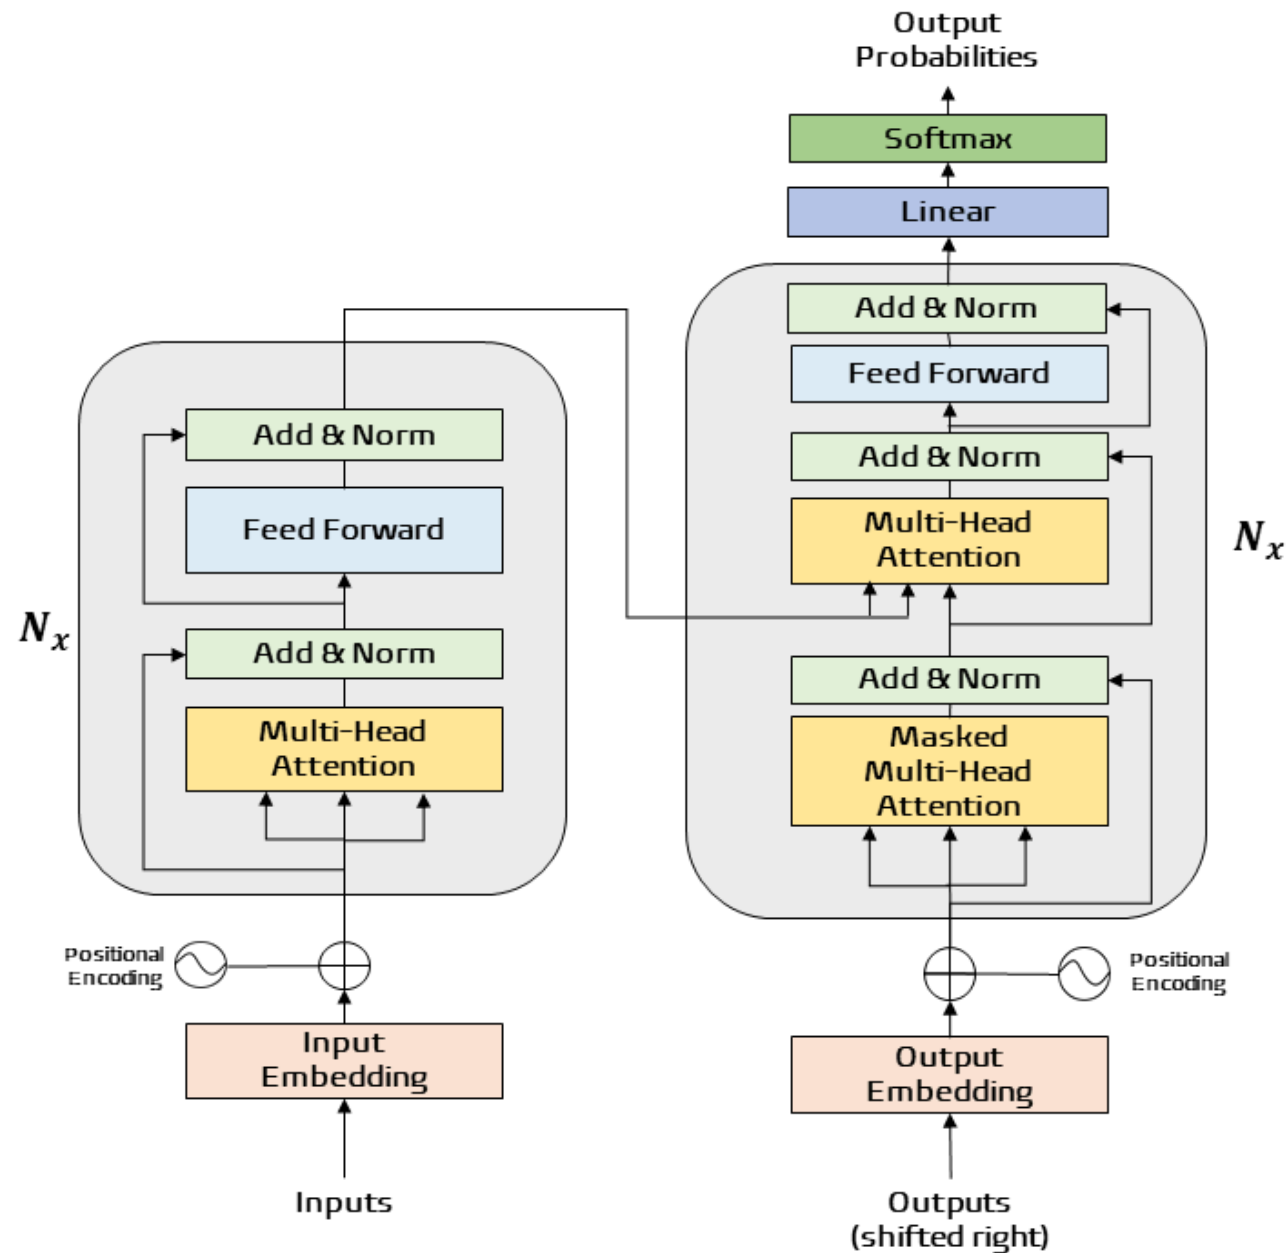 Output
Probabilities
Softmax
Linear
Add & Norm
Feed Forward
Add & Norm
Multi-Head
Attention
Nₓ
Add & Norm
Masked
Multi-Head
Attention
Positional
Encoding
Output
Embedding
Outputs
(shifted right)
Add & Norm
Feed Forward
Nₓ
Add & Norm
Multi-Head
Attention
Positional
Encoding
Input
Embedding
Inputs